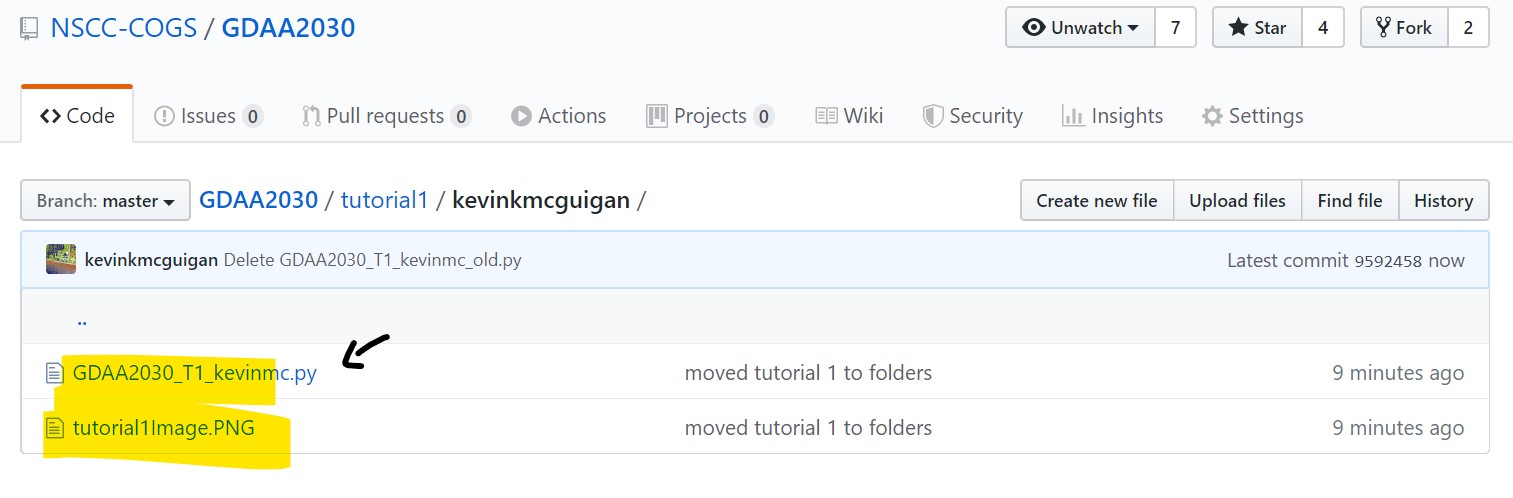 NSCC-COGS / GDAA2030 Unwatch 7 Star 4 Fork 2
<> Code Issues 0 Pull requests 0 Actions Projects 0 Wiki Security Insights Settings
Branch: master GDAA2030 / tutorial1 / kevinkmcguigan / Create new file Upload files Find file History
kevinkmcguigan Delete GDAA2030_T1_kevinmc_old.py Latest commit 9592458 now
..
GDAA2030_T1_kevinmc.py moved tutorial 1 to folders 9 minutes ago
tutorial1Image.PNG moved tutorial 1 to folders 9 minutes ago